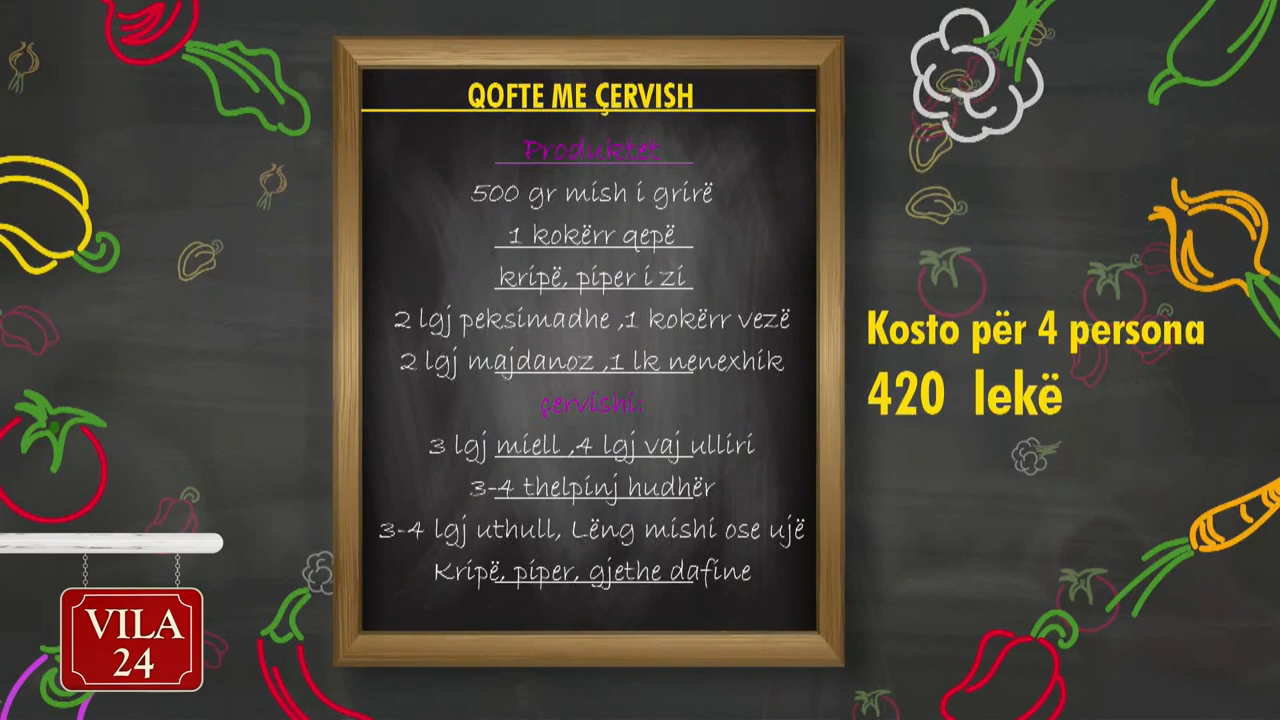 QOFTE ME ÇERVISH
Produktet
500 gr mish i grirë
1 kokërr qepë
kripë, piper i zi
2 lgj peksimadhe ,1 kokërr vezë
2 lgj majdanoz ,1 lk nenexhik
çervishi:
3 lgj miell ,4 lgj vaj ulliri
3-4 thelpinj hudhër
3-4 lgj uthull, Lëng mishi ose ujë
Kripë, piper, gjethe dafine
Kosto për 4 persona
420 lekë
VILA
24